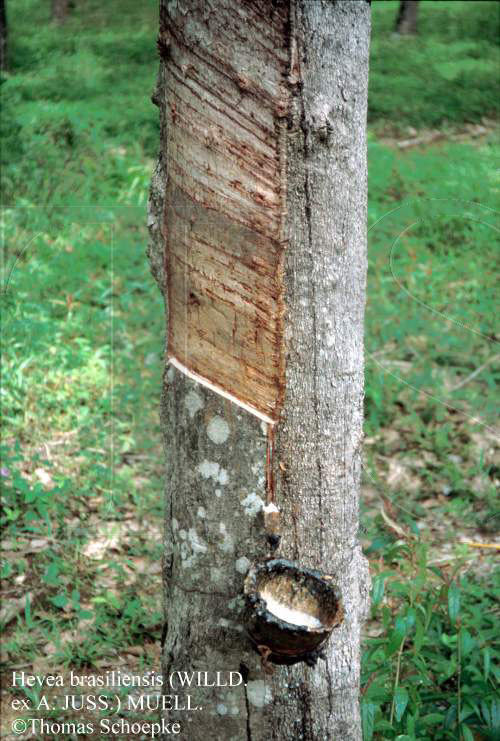 Hevea brasiliensis (WILLD.
ex A. JUSS.) MUELL.
©Thomas Schoepke